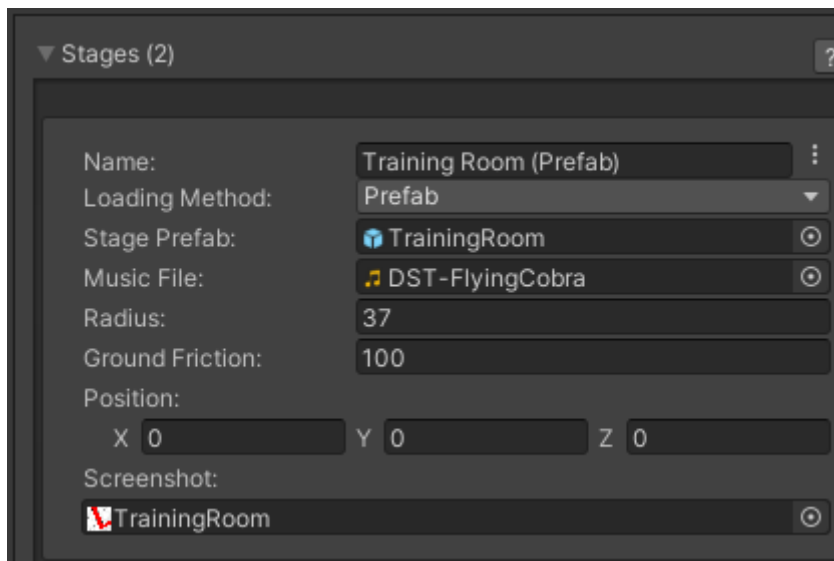 Stages (2)
?
Name: Training Room (Prefab)
Loading Method: Prefab
Stage Prefab: TrainingRoom
Music File: DST-FlyingCobra
Radius: 37
Ground Friction: 100
Position:
X 0 Y 0 Z 0
Screenshot:
TrainingRoom